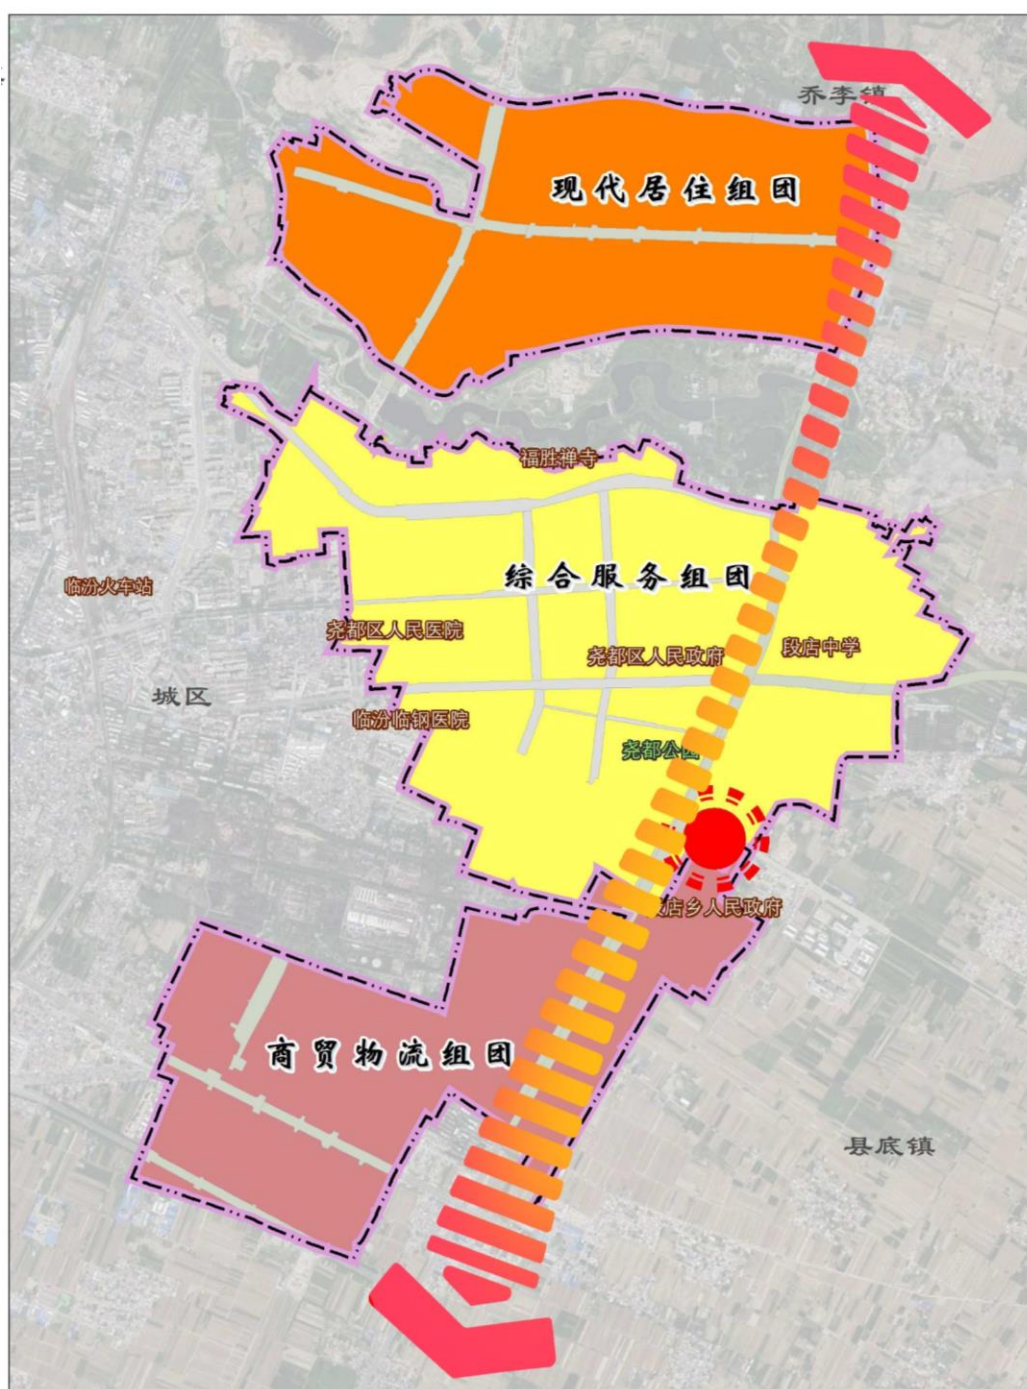 乔李镇
现代居住组团
福胜禅寺
综合服务组团
临汾火车站
尧都区人民医院
尧都区人民政府
段店中学
城区
临汾临钢医院
尧都公园
段店乡人民政府
商贸物流组团
县底镇